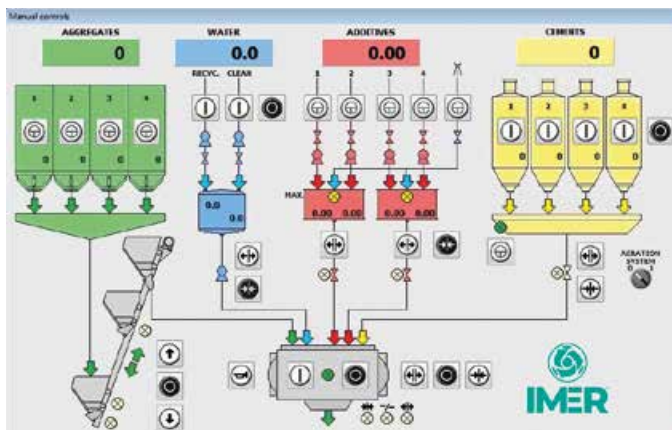 Manual controls
AGGREGATES WATER ADDITIVES CEMENTS
0 0.0 0.00 0
RECYC. CLEAR 1 2 3 4
1 2 3 4
1 2 3 4
0 0 0 0
0 0 0 0
MAX.
0.0
0.0
0.00 0.00 0.00 0.00
AERATION
SYSTEM
0 1
IMER